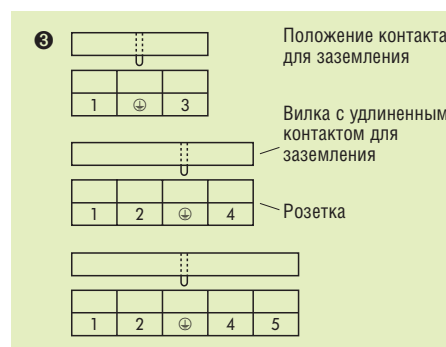 ❸
Положение контакта
для заземления
1 ⏚ 3
Вилка с удлиненным
контактом для
заземления
1 2 ⏚ 4
Розетка
1 2 ⏚ 4 5